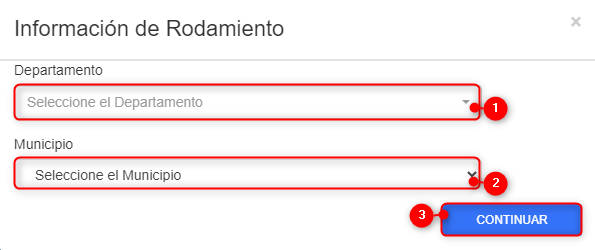 Información de Rodamiento ×
Departamento
Seleccione el Departamento
1
Municipio
Seleccione el Municipio
2
3
CONTINUAR